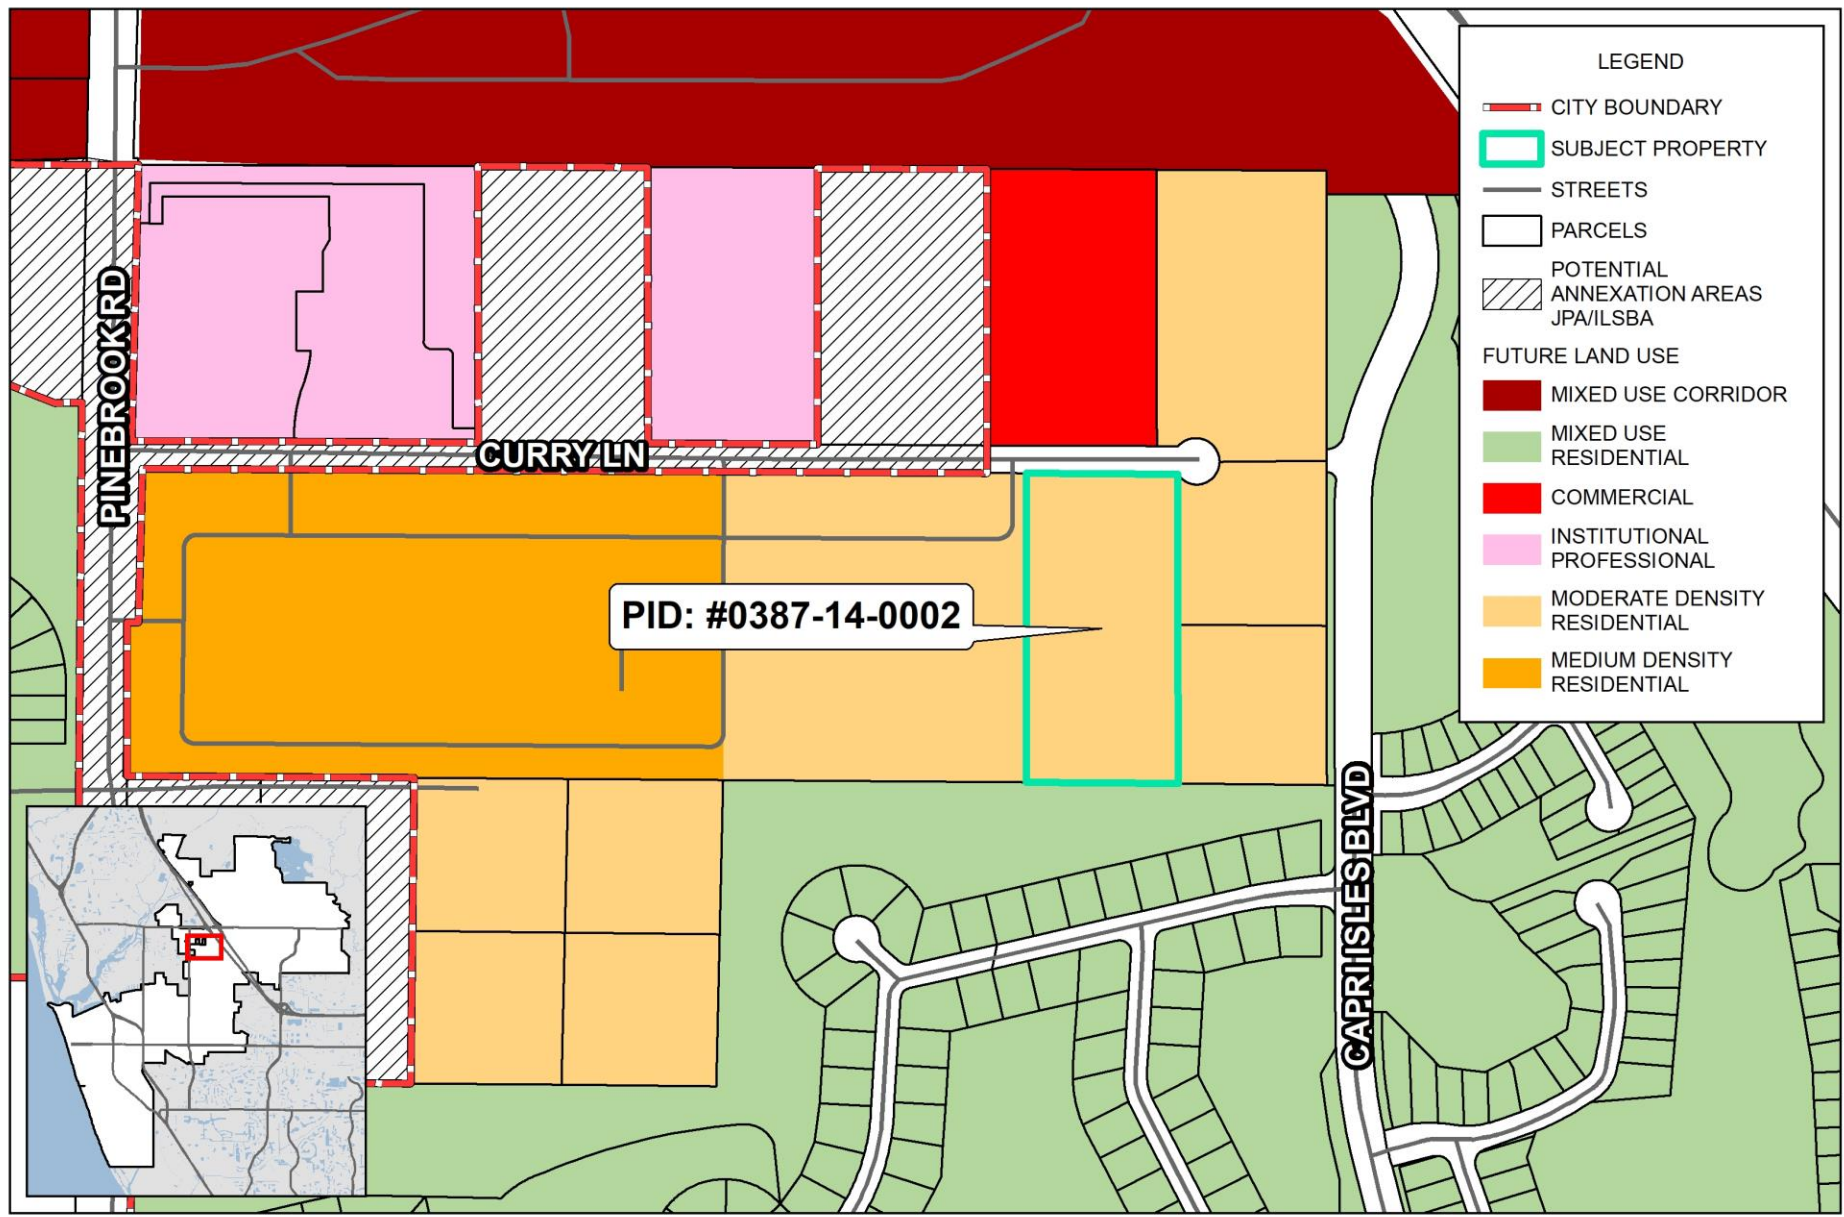 LEGEND
CITY BOUNDARY
SUBJECT PROPERTY
STREETS
PARCELS
POTENTIAL
ANNEXATION AREAS
JPA/ILSBA
FUTURE LAND USE
MIXED USE CORRIDOR
MIXED USE
RESIDENTIAL
COMMERCIAL
INSTITUTIONAL
PROFESSIONAL
MODERATE DENSITY
RESIDENTIAL
MEDIUM DENSITY
RESIDENTIAL
PINEBROOK RD
CURRY LN
PID: #0387-14-0002
CAPRI ISLES BLVD